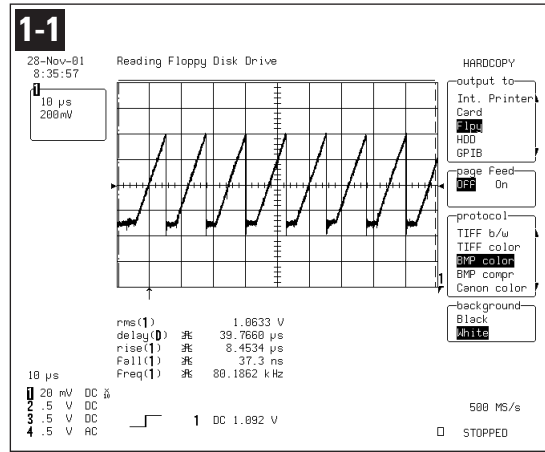 1-1
28-Nov-01
8:35:57
Reading Floppy Disk Drive
1
10 µs
200mV
HARDCOPY
output to
Int. Printer
Card
Flpy
HDD
GPIB
page feed
OFF On
protocol
TIFF b/w
TIFF color
BMP color
BMP compr
Canon color
background
Black
White
1
rms(1) 1.0633 V
delay(1) 39.7660 µs
rise(1) 8.4534 µs
Fall(1) 37.3 ns
Freq(1) 80.1862 kHz
10 µs
1 20 mV DC
2 .5 V DC
3 .5 V DC
4 .5 V AC
1 DC 1.092 V
500 MS/s
STOPPED